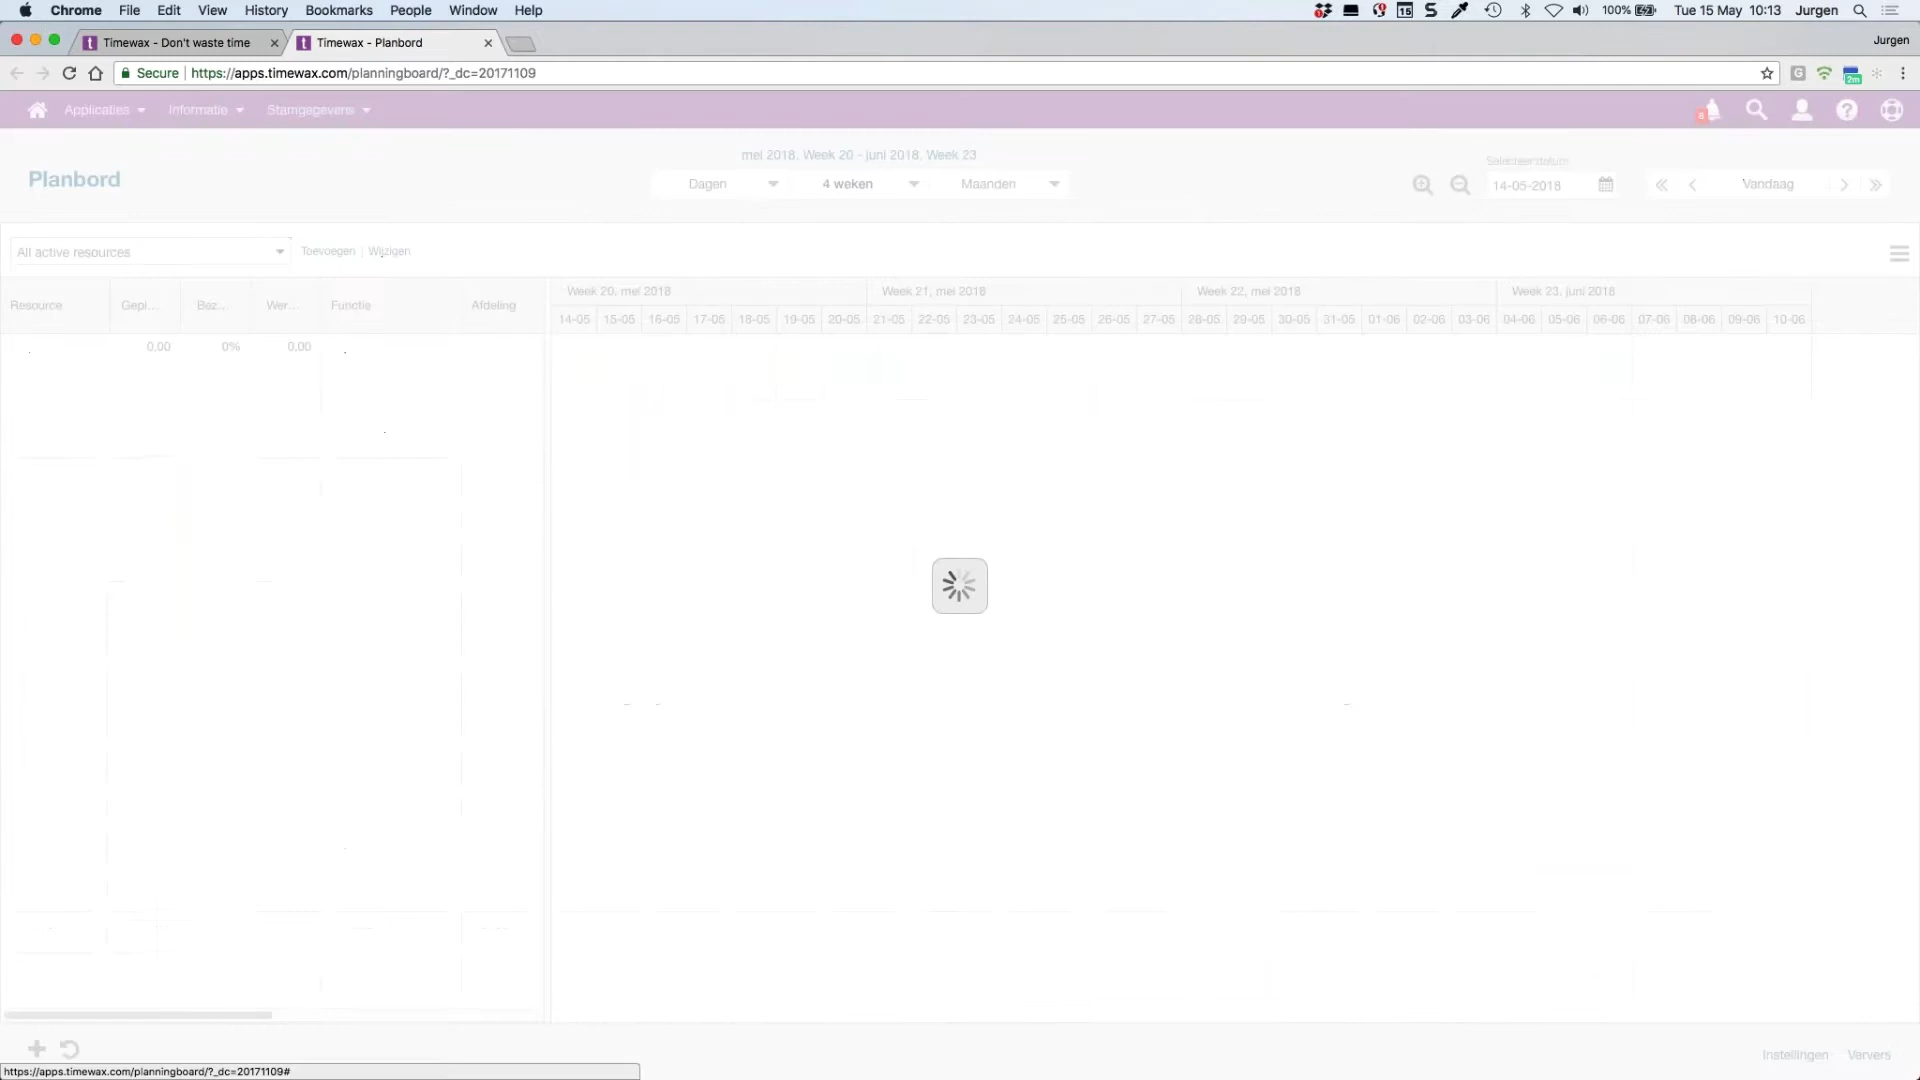 Chrome File Edit View History Bookmarks People Window Help 15 100% Tue 15 May 10:13 Jurgen
Timewax - Don't waste time Timewax - Planbord Jurgen
Secure https://apps.timewax.com/planningboard/?_dc=20171109 2m
Applicaties Informatie Stamgegevens 8
Planbord
mei 2018, Week 20 - juni 2018, Week 23
Dagen 4 weken Maanden
Selecteer datum
14-05-2018 Vandaag
All active resources Toevoegen | Wijzigen
Resource Gepl... Bez... Wer... Functie Afdeling
Week 20, mei 2018 Week 21, mei 2018 Week 22, mei 2018 Week 23, juni 2018
14-05 15-05 16-05 17-05 18-05 19-05 20-05 21-05 22-05 23-05 24-05 25-05 26-05 27-05 28-05 29-05 30-05 31-05 01-06 02-06 03-06 04-06 05-06 06-06 07-06 08-06 09-06 10-06
0,00 0% 0,00
Instellingen Ververs
https://apps.timewax.com/planningboard/?_dc=20171109#